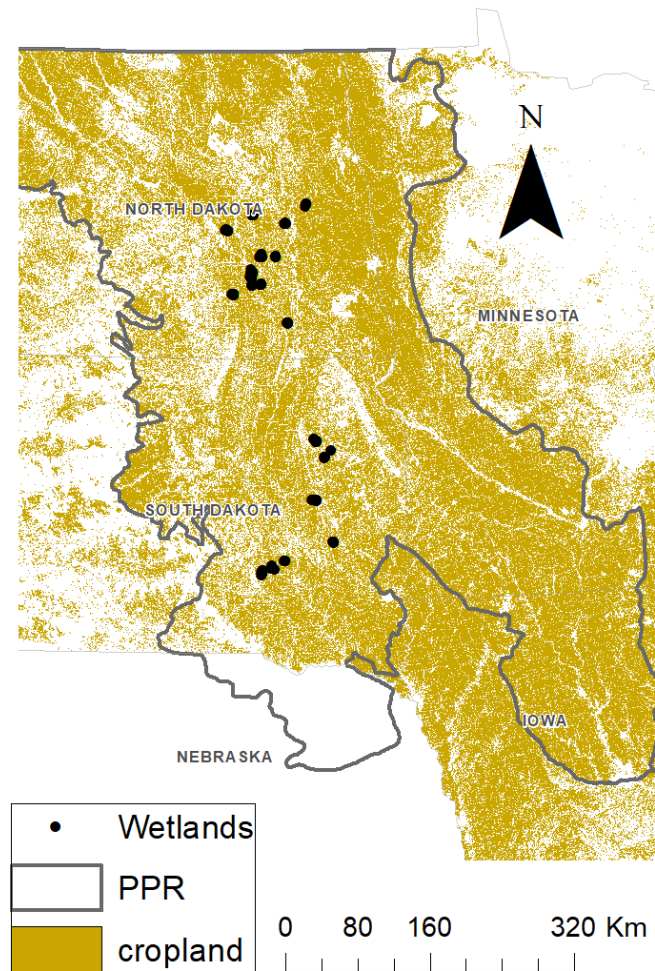 N
NORTH DAKOTA
MINNESOTA
SOUTH DAKOTA
IOWA
NEBRASKA
Wetlands
PPR
cropland
0 80 160 320 Km